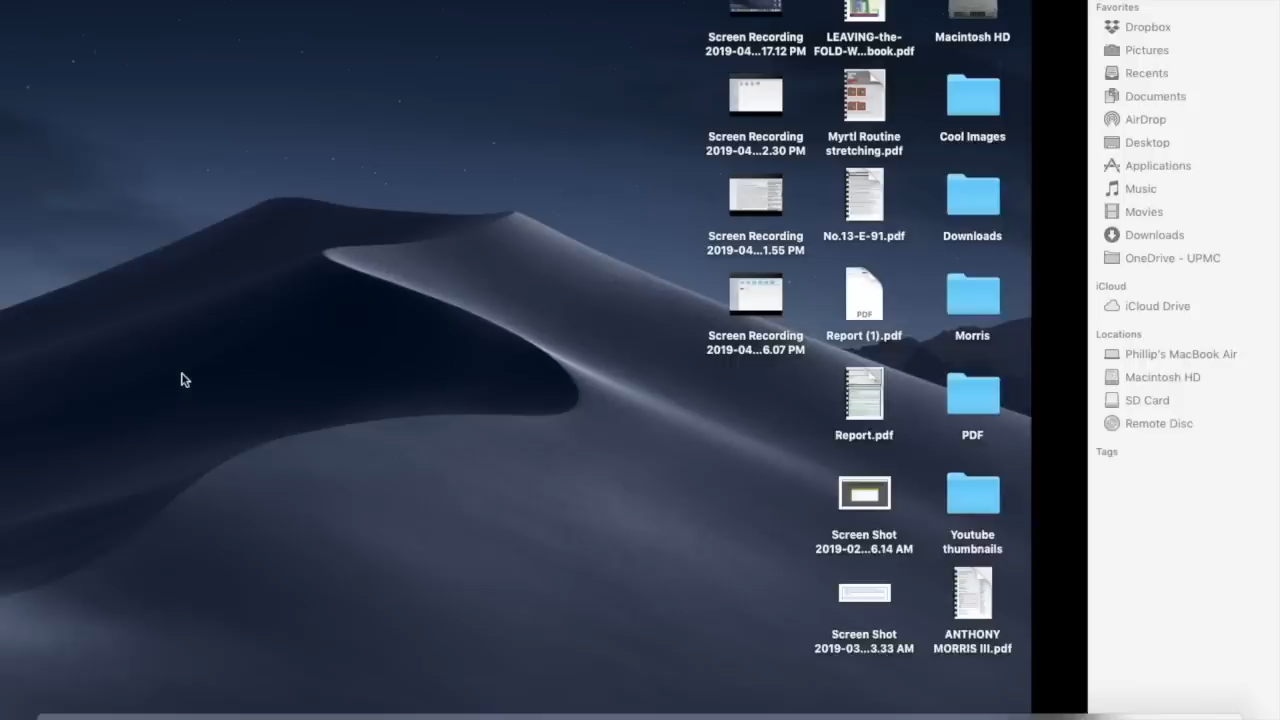 Screen Recording
2019-04...17.12 PM
LEAVING-the-
FOLD-W...book.pdf
Macintosh HD
Screen Recording
2019-04...2.30 PM
Myrtl Routine
stretching.pdf
Cool Images
Screen Recording
2019-04...1.55 PM
No.13-E-91.pdf
Downloads
Screen Recording
2019-04...6.07 PM
PDF
Report (1).pdf
Morris
Report.pdf
PDF
Screen Shot
2019-02...6.14 AM
Youtube
thumbnails
Screen Shot
2019-03...3.33 AM
ANTHONY
MORRIS III.pdf
Favorites
Dropbox
Pictures
Recents
Documents
AirDrop
Desktop
Applications
Music
Movies
Downloads
OneDrive - UPMC
iCloud
iCloud Drive
Locations
Phillip's MacBook Air
Macintosh HD
SD Card
Remote Disc
Tags